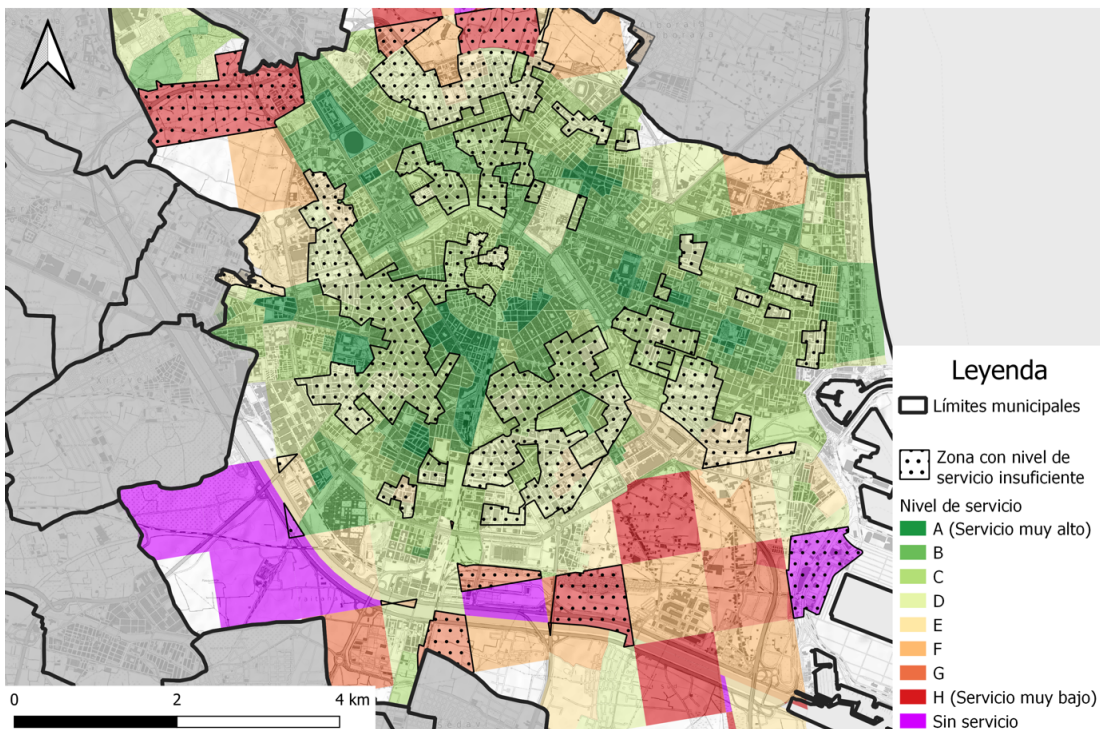 Leyenda
Límites municipales
Zona con nivel de
servicio insuficiente
Nivel de servicio
A (Servicio muy alto)
B
C
D
E
F
G
H (Servicio muy bajo)
Sin servicio
0 2 4 km